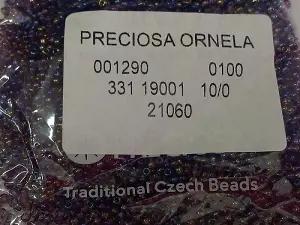 PRECIOSA ORNELA
001290 0100
331 19001 10/0
21060
Traditional Czech Beads